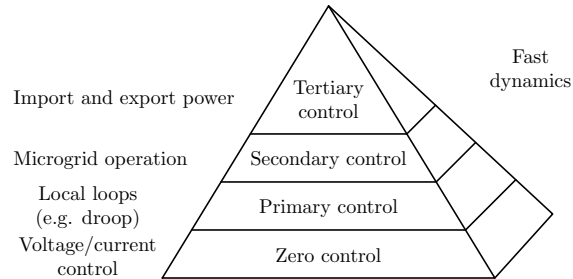 Fast
dynamics
Import and export power
Tertiary
control
Microgrid operation
Secondary control
Local loops
(e.g. droop)
Primary control
Voltage/current
control
Zero control